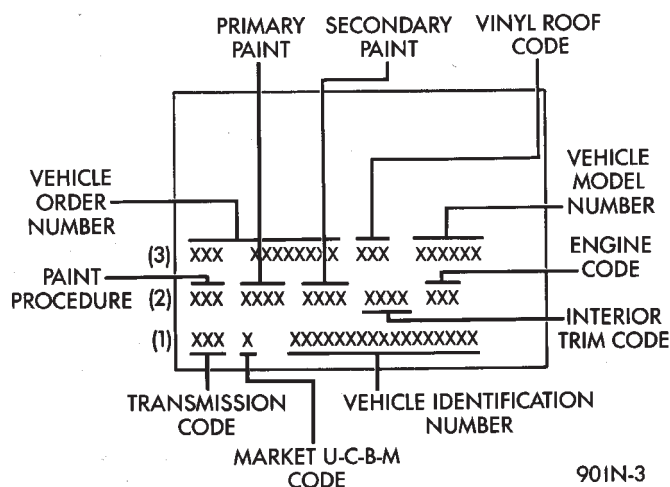 PRIMARY PAINT
SECONDARY PAINT
VINYL ROOF CODE
VEHICLE ORDER NUMBER
VEHICLE MODEL NUMBER
(3) XXX XXXXXXXX XXX XXXXXX
PAINT PROCEDURE
ENGINE CODE
(2) XXX XXXX XXXX XXXX XXX
INTERIOR TRIM CODE
(1) XXX X XXXXXXXXXXXXXXXXX
TRANSMISSION CODE
VEHICLE IDENTIFICATION NUMBER
MARKET U-C-B-M CODE
901N-3